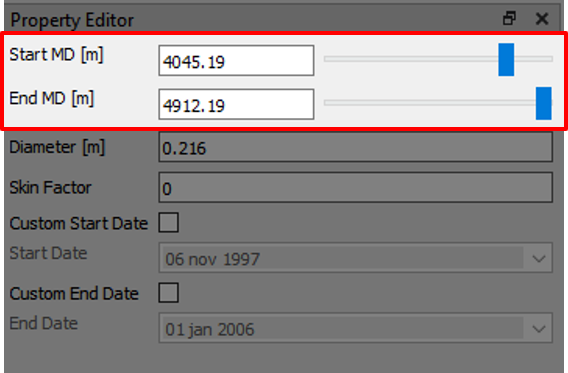 Property Editor
Start MD [m] 4045.19
End MD [m] 4912.19
Diameter [m] 0.216
Skin Factor 0
Custom Start Date
Start Date 06 nov 1997
Custom End Date
End Date 01 jan 2006